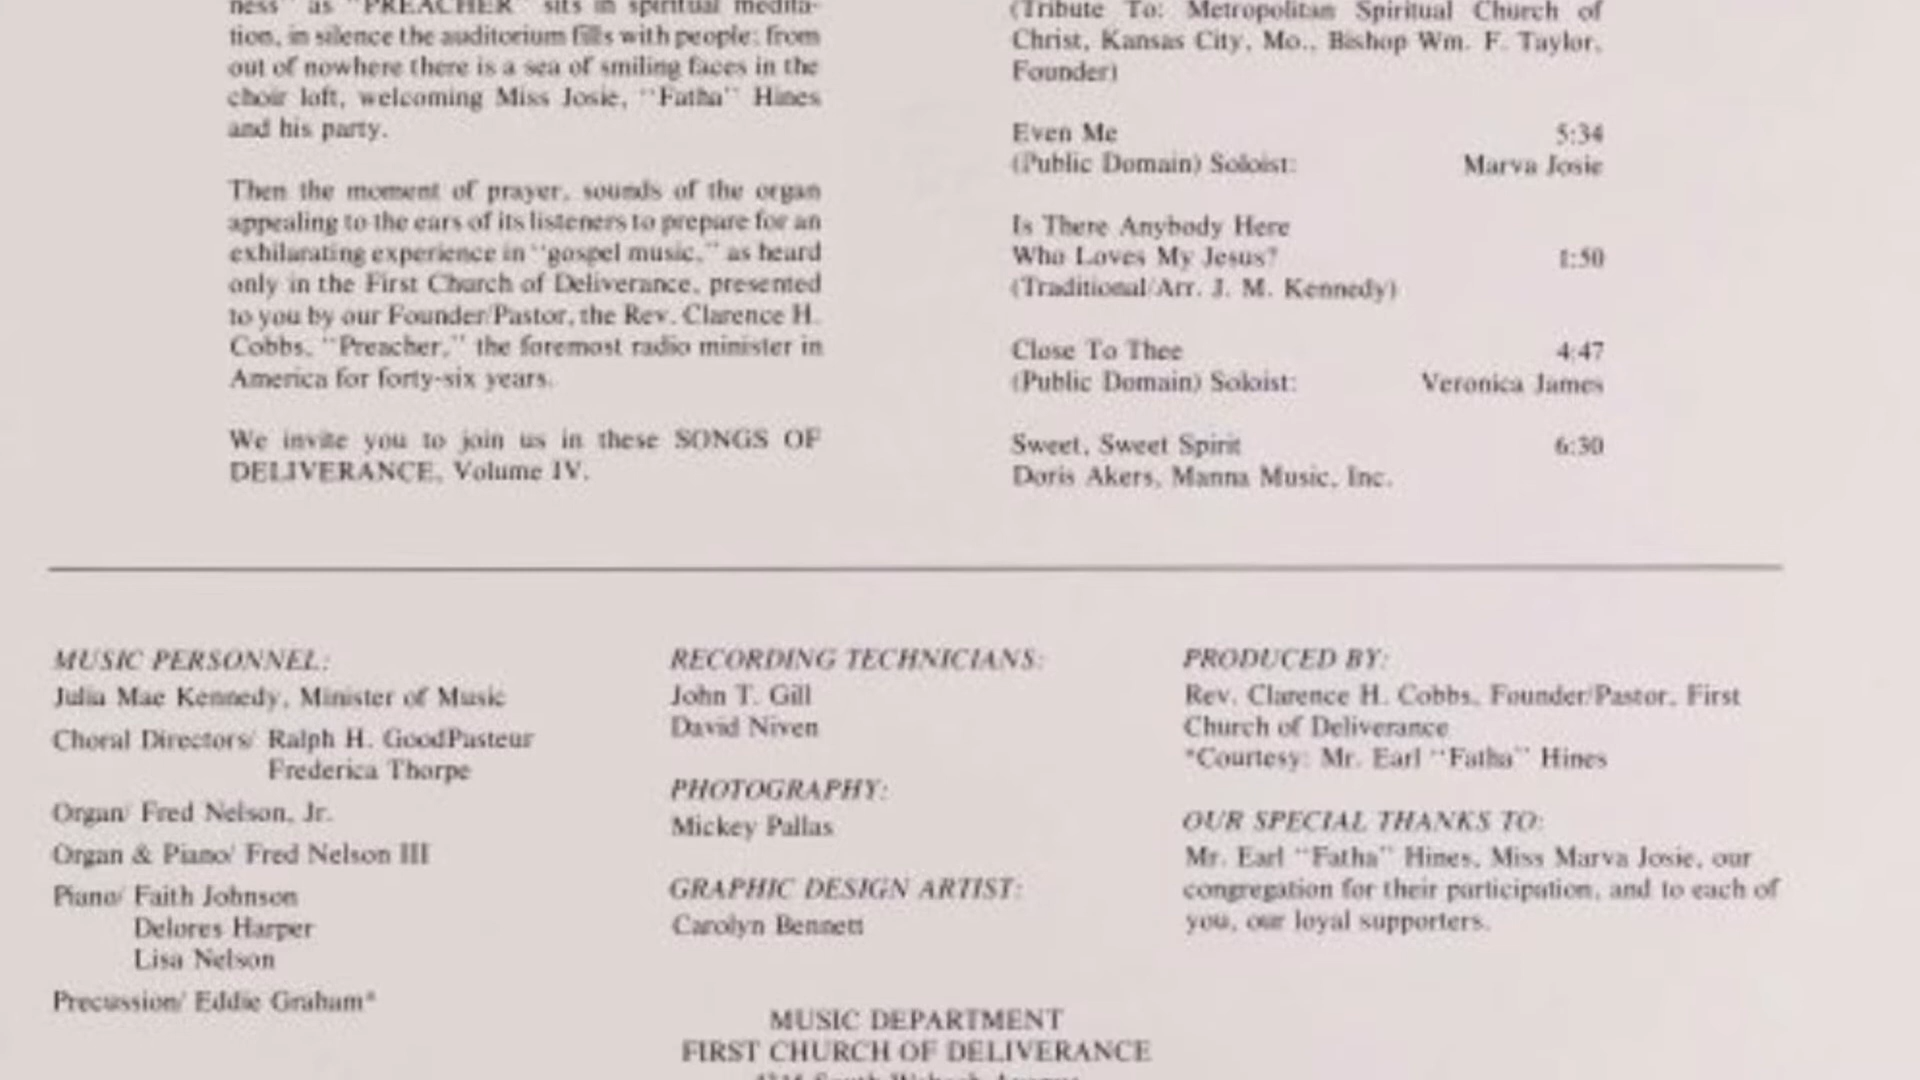 ness" as "PREACHER" sits in spiritual medita-
tion, in silence the auditorium fills with people; from
out of nowhere there is a sea of smiling faces in the
choir loft, welcoming Miss Josie, "Fatha" Hines
and his party.
Then the moment of prayer, sounds of the organ
appealing to the ears of its listeners to prepare for an
exhilarating experience in "gospel music," as heard
only in the First Church of Deliverance, presented
to you by our Founder/Pastor, the Rev. Clarence H.
Cobbs, "Preacher," the foremost radio minister in
America for forty-six years.
We invite you to join us in these SONGS OF
DELIVERANCE, Volume IV.
(Tribute To: Metropolitan Spiritual Church of
Christ, Kansas City, Mo., Bishop Wm. F. Taylor,
Founder)
Even Me 5:34
(Public Domain) Soloist: Marva Josie
Is There Anybody Here
Who Loves My Jesus? 1:50
(Traditional/Arr. J. M. Kennedy)
Close To Thee 4:47
(Public Domain) Soloist: Veronica James
Sweet, Sweet Spirit 6:30
Doris Akers, Manna Music, Inc.
MUSIC PERSONNEL:
Julia Mae Kennedy, Minister of Music
Choral Directors/ Ralph H. GoodPasteur
Frederica Thorpe
Organ/ Fred Nelson, Jr.
Organ & Piano/ Fred Nelson III
Piano/ Faith Johnson
Delores Harper
Lisa Nelson
Precussion/ Eddie Graham*
RECORDING TECHNICIANS:
John T. Gill
David Niven
PHOTOGRAPHY:
Mickey Pallas
GRAPHIC DESIGN ARTIST:
Carolyn Bennett
PRODUCED BY:
Rev. Clarence H. Cobbs, Founder/Pastor, First
Church of Deliverance
*Courtesy: Mr. Earl "Fatha" Hines
OUR SPECIAL THANKS TO:
Mr. Earl "Fatha" Hines, Miss Marva Josie, our
congregation for their participation, and to each of
you, our loyal supporters.
MUSIC DEPARTMENT
FIRST CHURCH OF DELIVERANCE